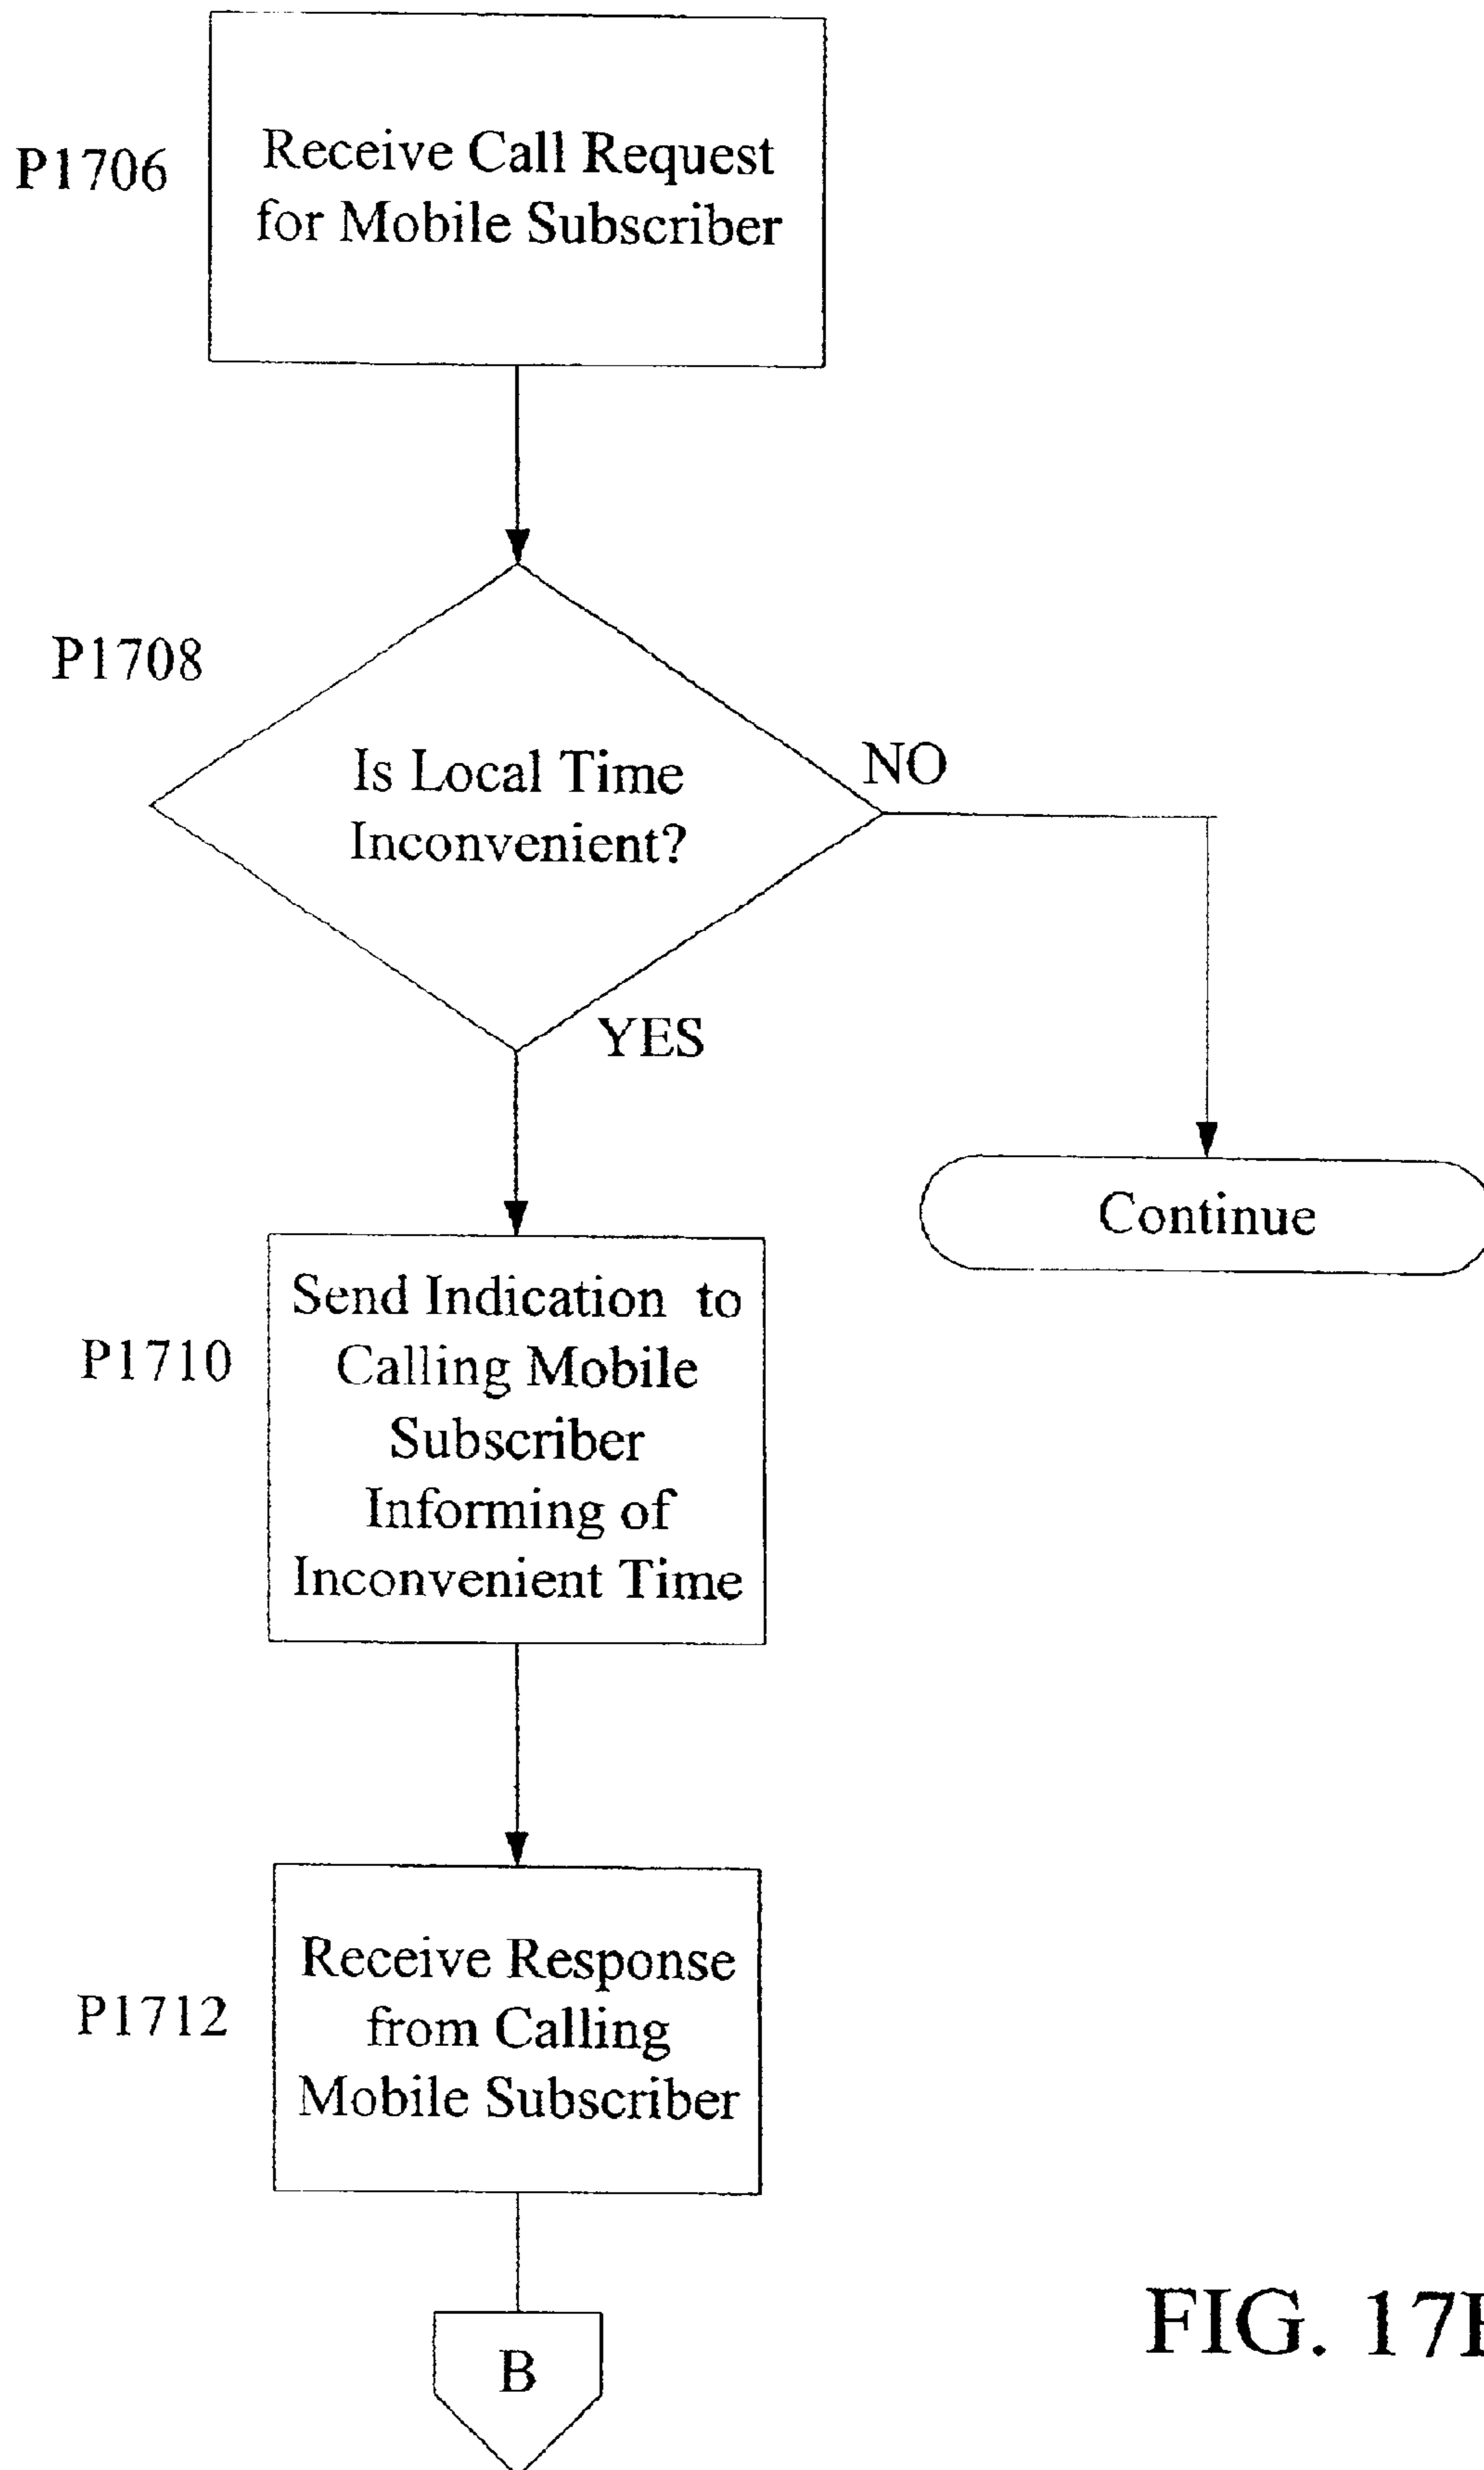 P1706
Receive Call Request
for Mobile Subscriber
P1708
Is Local Time
Inconvenient?
NO
YES
Continue
P1710
Send Indication to
Calling Mobile
Subscriber
Informing of
Inconvenient Time
P1712
Receive Response
from Calling
Mobile Subscriber
B
FIG.